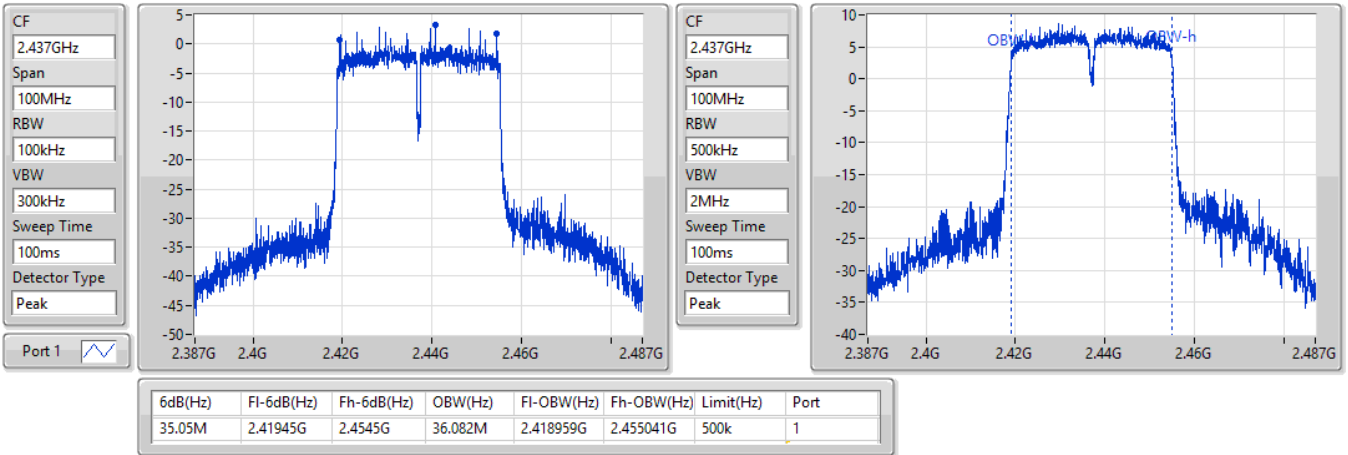 CF
2.437GHz
Span
100MHz
RBW
100kHz
VBW
300kHz
Sweep Time
100ms
Detector Type
Peak
Port 1
5
0
-5
-10
-15
-20
-25
-30
-35
-40
-45
-50
2.387G 2.4G 2.42G 2.44G 2.46G 2.487G
CF
2.437GHz
Span
100MHz
RBW
500kHz
VBW
2MHz
Sweep Time
100ms
Detector Type
Peak
10
5
0
-5
-10
-15
-20
-25
-30
-35
-40
OBW-h
2.387G 2.4G 2.42G 2.44G 2.46G 2.487G
6dB(Hz) Fl-6dB(Hz) Fh-6dB(Hz) OBW(Hz) Fl-OBW(Hz) Fh-OBW(Hz) Limit(Hz) Port
35.05M 2.41945G 2.4545G 36.082M 2.418959G 2.455041G 500k 1